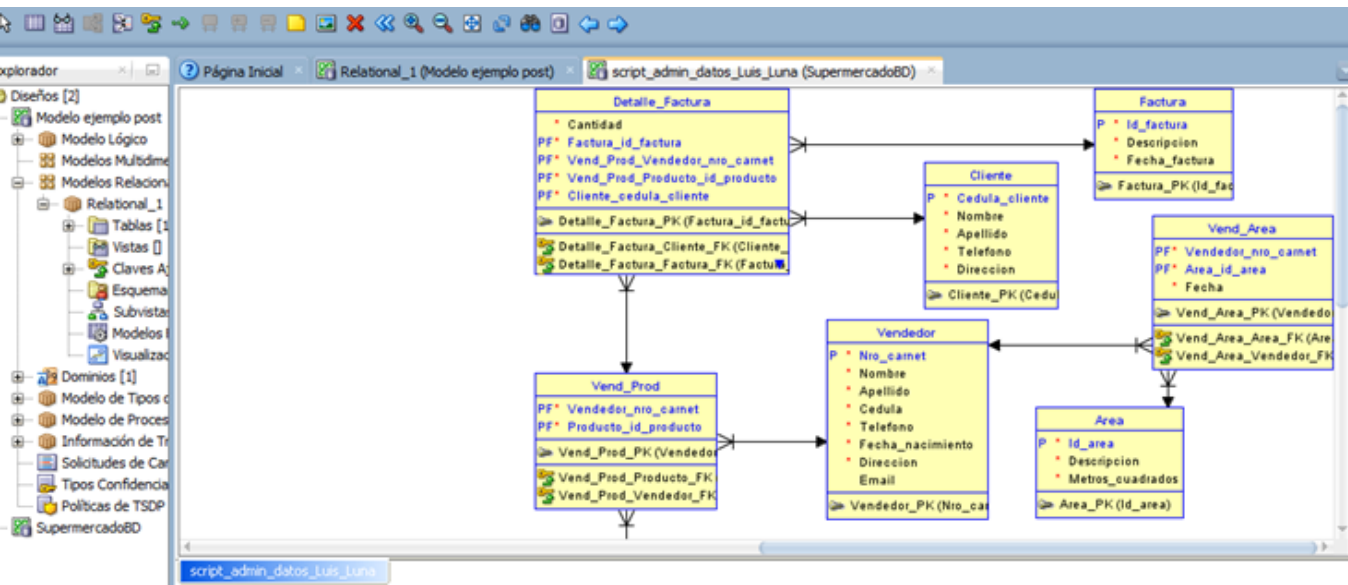 xplorador
Página Inicial
Relational_1 (Modelo ejemplo post)
script_admin_datos_Luis_Luna (SupermercadoBD)
Diseños [2]
Modelo ejemplo post
Modelo Lógico
Modelos Multidime
Modelos Relacion
Relational_1
Tablas [1
Vistas []
Claves A
Esquema
Subvista
Modelos
Visualizac
Dominios [1]
Modelo de Tipos
Modelo de Proces
Información de Tr
Solicitudes de Car
Tipos Confidencia
Políticas de TSDP
SupermercadoBD
Detalle_Factura
* Cantidad
PF* Factura_id_factura
PF* Vend_Prod_Vendedor_nro_carnet
PF* Vend_Prod_Producto_id_producto
PF* Cliente_cedula_cliente
Detalle_Factura_PK (Factura_id_factu
Detalle_Factura_Cliente_FK (Cliente_
Detalle_Factura_Factura_FK (Factu
Factura
P * Id_factura
* Descripcion
* Fecha_factura
Factura_PK (Id_fac
Cliente
P * Cedula_cliente
* Nombre
* Apellido
* Telefono
* Direccion
Cliente_PK (Cedu
Vend_Area
PF* Vendedor_nro_carnet
PF* Area_id_area
* Fecha
Vend_Area_PK (Vendedo
Vend_Area_Area_FK (Are
Vend_Area_Vendedor_FK
Vendedor
P * Nro_carnet
* Nombre
* Apellido
* Cedula
* Telefono
* Fecha_nacimiento
* Direccion
Email
Vendedor_PK (Nro_car
Vend_Prod
PF* Vendedor_nro_carnet
PF* Producto_id_producto
Vend_Prod_PK (Vendedo
Vend_Prod_Producto_FK
Vend_Prod_Vendedor_FK
Area
P * Id_area
* Descripcion
* Metros_cuadrados
Area_PK (Id_area)
script_admin_datos_Luis_Luna